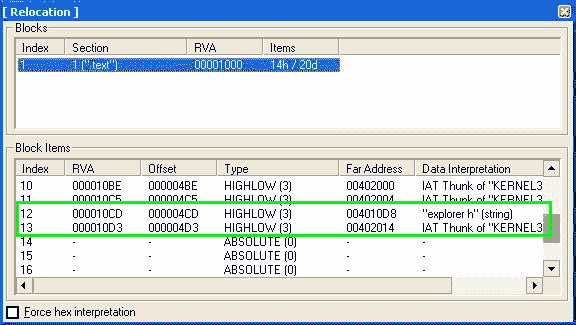 [ Relocation ]
Blocks
Index Section RVA Items
1 1 (".text") 00001000 14h / 20d
Block Items
Index RVA Offset Type Far Address Data Interpretation
10 000010BE 000004BE HIGHLOW (3) 00402000 IAT Thunk of "KERNEL3
11 000010C5 000004C5 HIGHLOW (3) IAT Thunk of "KERNEL3
12 000010CD 000004CD HIGHLOW (3) 004010D8 "explorer h" (string)
13 000010D3 000004D3 HIGHLOW (3) 00402014 IAT Thunk of "KERNEL3
14 - - ABSOLUTE (0) - -
15 - - ABSOLUTE (0) - -
16 - - ABSOLUTE (0) - -
Force hex interpretation